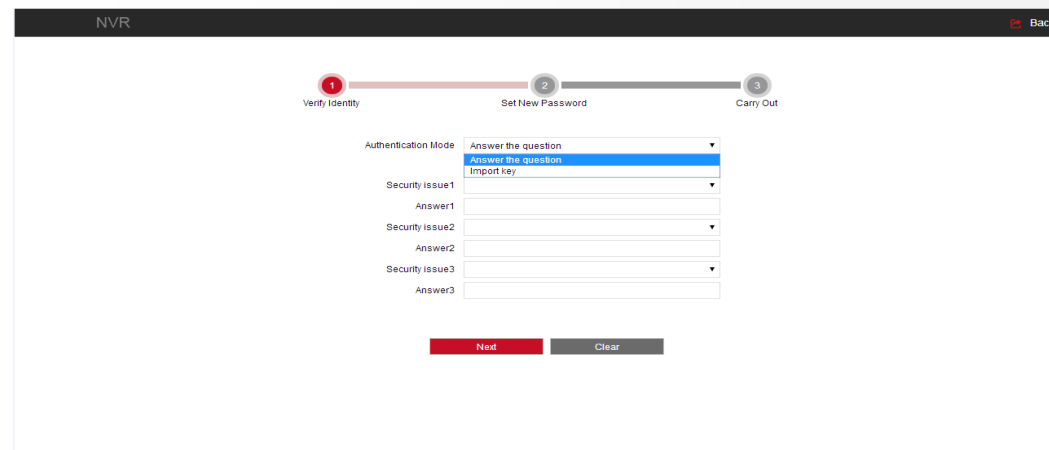 NVR Bac
1 2 3
Verify Identity Set New Password Carry Out
Authentication Mode Answer the question
Answer the question
Import key
Security issue1
Answer1
Security issue2
Answer2
Security issue3
Answer3
Next Clear